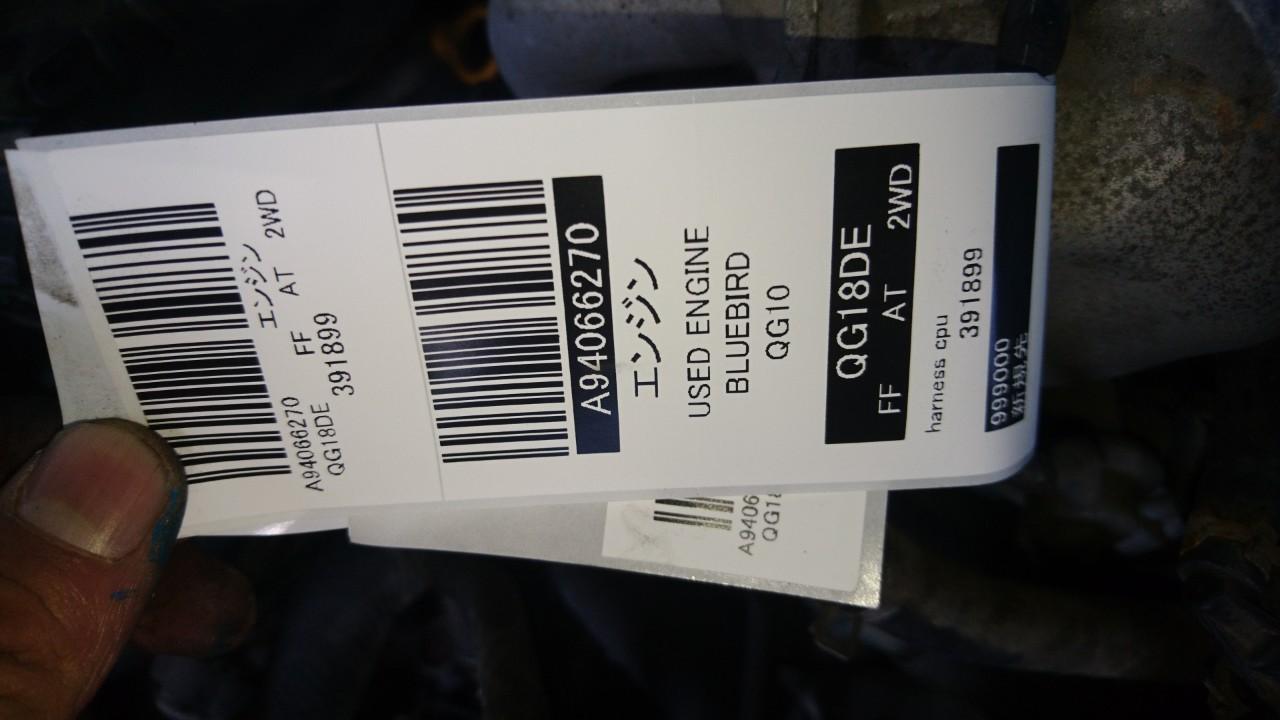 A94066270
エンジン
USED ENGINE
BLUEBIRD
QG10
QG18DE
FF AT 2WD
harness cpu
391899
999000
エンジン
A94066270 FF AT 2WD
QG18DE 391899
A9406
QG18